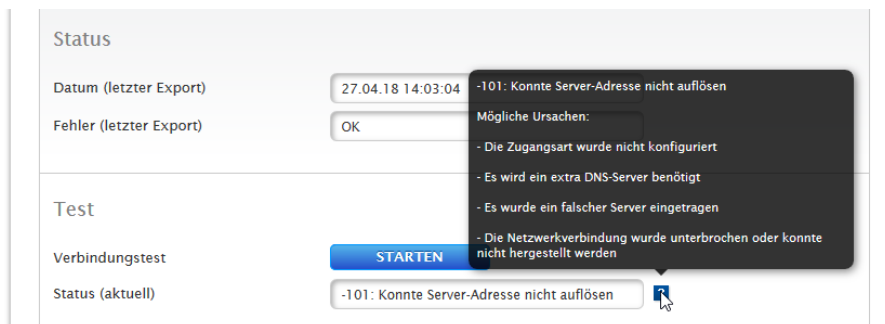 Status
Datum (letzter Export)
27.04.18 14:03:04
Fehler (letzter Export)
OK
-101: Konnte Server-Adresse nicht auflösen
Mögliche Ursachen:
- Die Zugangsart wurde nicht konfiguriert
- Es wird ein extra DNS-Server benötigt
- Es wurde ein falscher Server eingetragen
- Die Netzwerkverbindung wurde unterbrochen oder konnte
nicht hergestellt werden
Test
Verbindungstest
STARTEN
Status (aktuell)
-101: Konnte Server-Adresse nicht auflösen
?